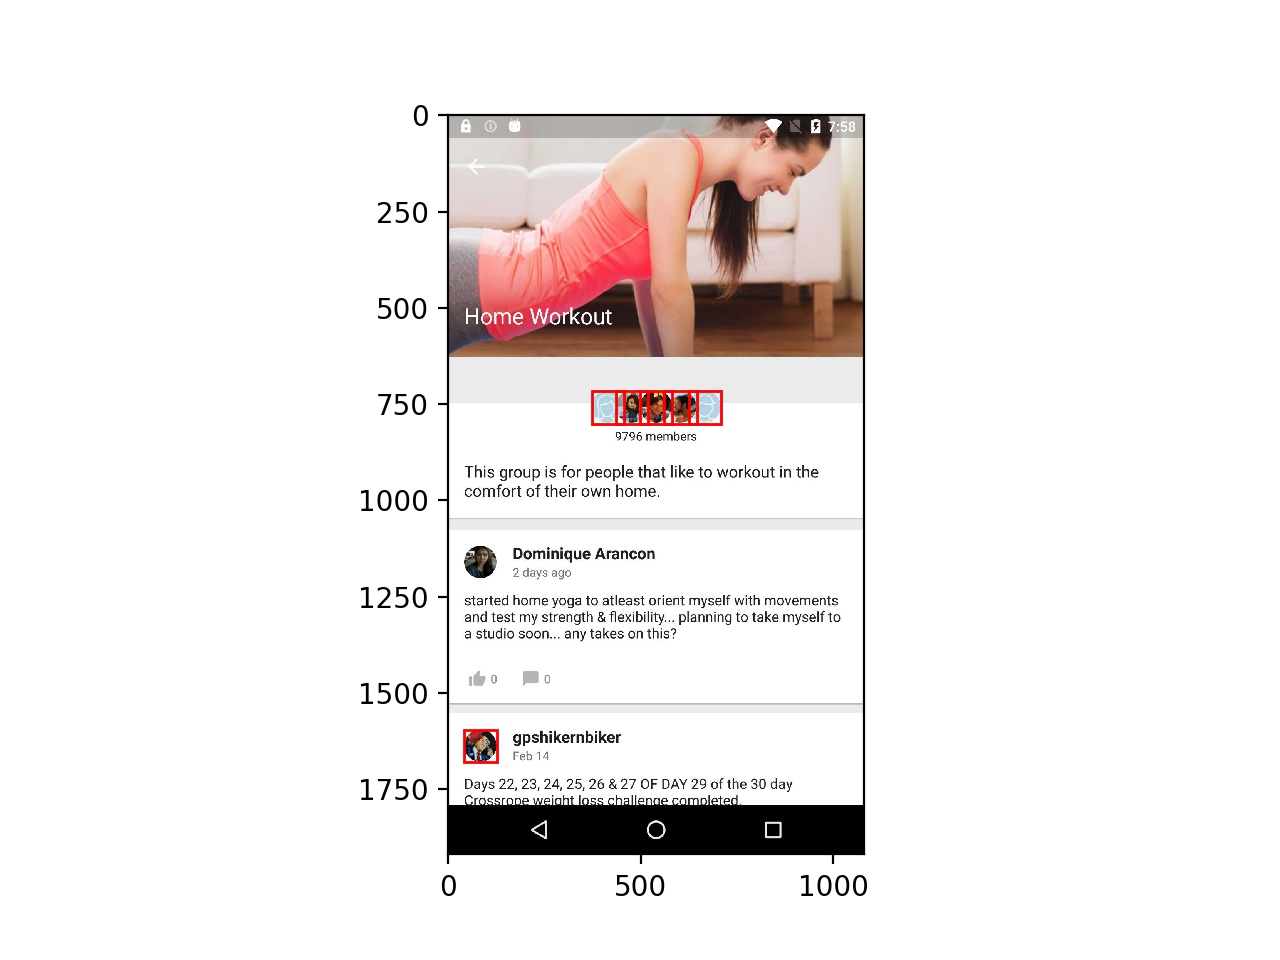 0
7:58
250
500
Home Workout
750
9796 members
This group is for people that like to workout in the
1000
comfort of their own home.
Dominique Arancon
2 days ago
1250
started home yoga to atleast orient myself with movements
and test my strength & flexibility... planning to take myself to
a studio soon... any takes on this?
0
0
1500
gpshikernbiker
Feb 14
1750
Days 22, 23, 24, 25, 26 & 27 OF DAY 29 of the 30 day
Crossrope weight loss challenge completed.
0
500
1000